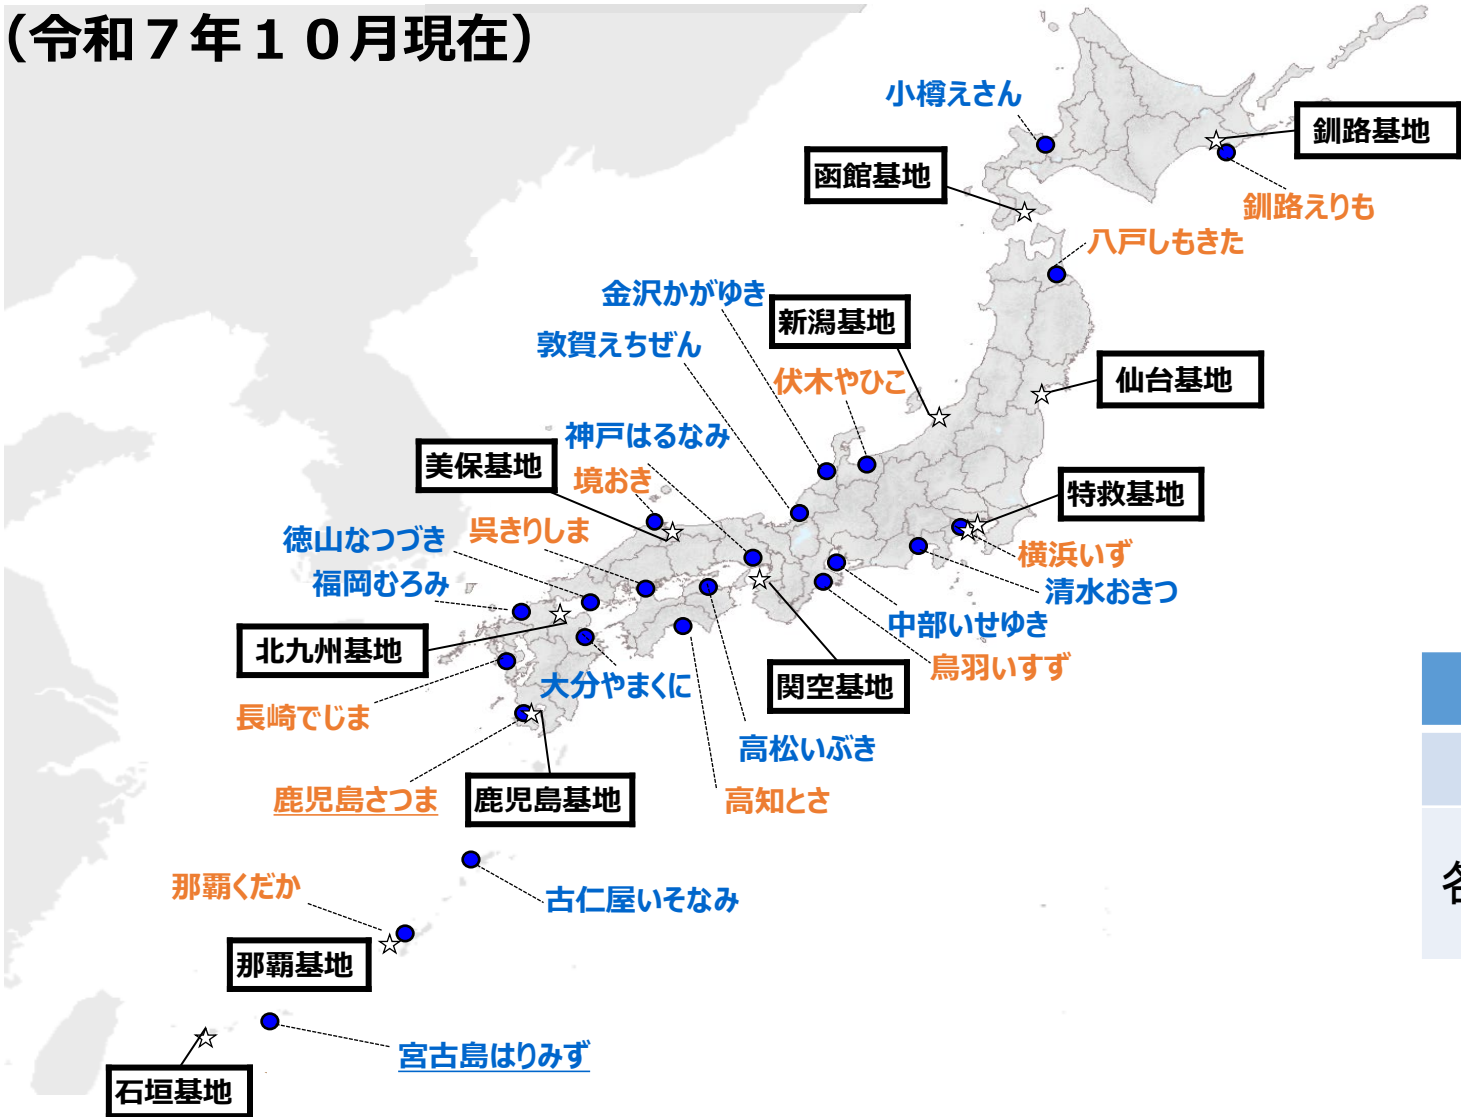 （令和７年１０月現在）
小樽えさん
釧路基地
函館基地
釧路えりも
八戸しもきた
金沢かがゆき
新潟基地
敦賀えちぜん
伏木やひこ
仙台基地
神戸はるなみ
美保基地
境おき
特救基地
呉きりしま
徳山なつづき
横浜いず
福岡むろみ
清水おきつ
中部いせゆき
北九州基地
鳥羽いすず
大分やまくに
関空基地
長崎でじま
高松いぶき
鹿児島さつま
鹿児島基地
高知とさ
那覇くだか
古仁屋いそなみ
那覇基地
宮古島はりみず
石垣基地